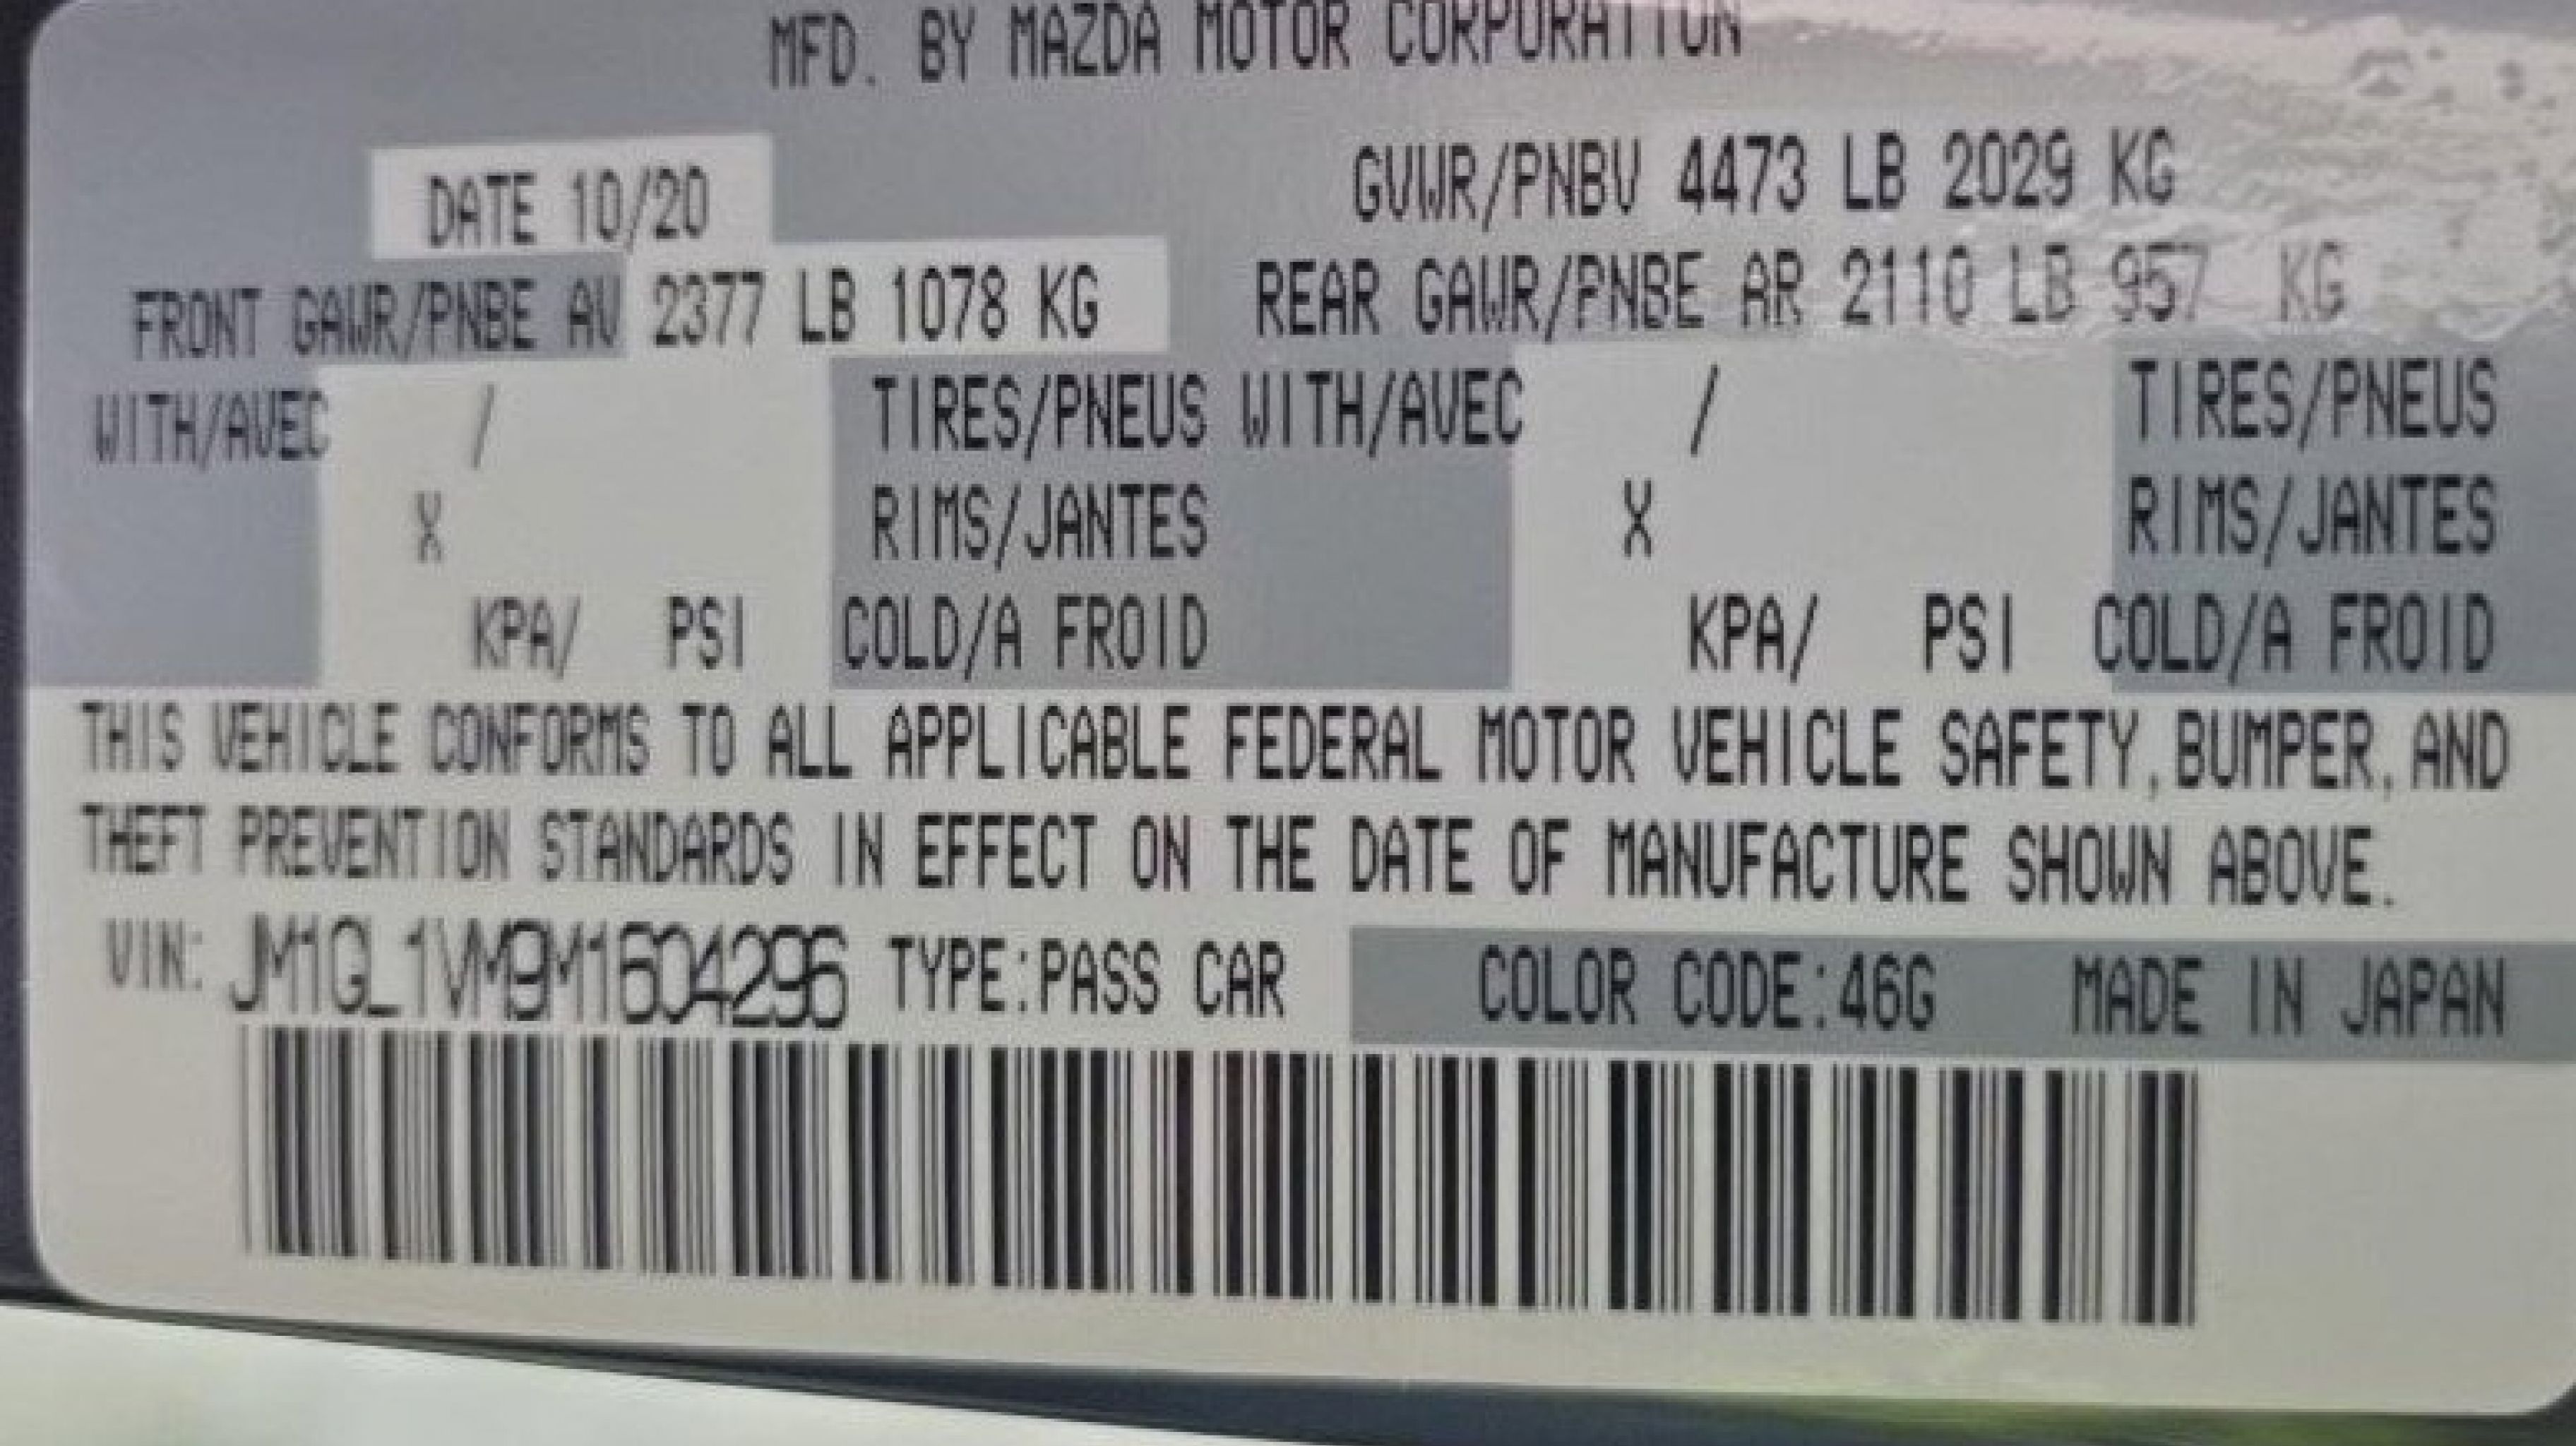 MFD. BY MAZDA MOTOR CORPORATION
DATE 10/20
GVWR/PNBV 4473 LB 2029 KG
FRONT GAWR/PNBE AV 2377 LB 1078 KG
REAR GAWR/PNBE AR 2110 LB 957 KG
WITH/AVEC / TIRES/PNEUS WITH/AVEC / TIRES/PNEUS
X RIMS/JANTES X RIMS/JANTES
KPA/ PSI COLD/A FROID KPA/ PSI COLD/A FROID
THIS VEHICLE CONFORMS TO ALL APPLICABLE FEDERAL MOTOR VEHICLE SAFETY, BUMPER, AND
THEFT PREVENTION STANDARDS IN EFFECT ON THE DATE OF MANUFACTURE SHOWN ABOVE.
VIN: JM1GL1VM9M1604296 TYPE:PASS CAR COLOR CODE:46G MADE IN JAPAN